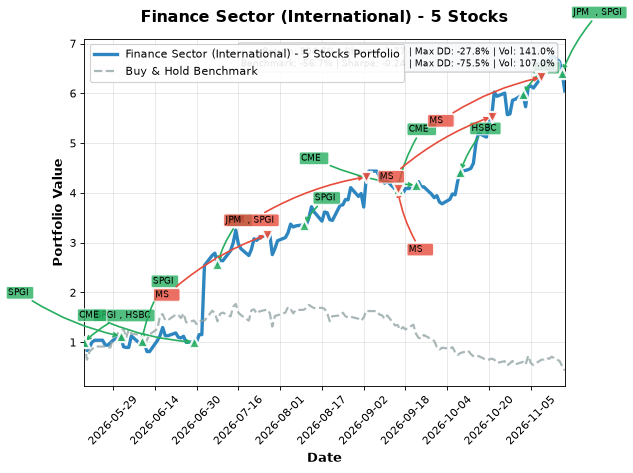 Finance Sector (International) - 5 Stocks
JPM , SPGI
Finance Sector (International) - 5 Stocks Portfolio
Buy & Hold Benchmark
| Max DD: -27.8% | Vol: 141.0%
| Max DD: -75.5% | Vol: 107.0%
MS
CME
HSBC
CME
MS
SPGI
JPM , SPGI
MS
SPGI
MS
SPGI
CME
GI , HSBC
Portfolio Value
7
6
5
4
3
2
1
2026-05-29
2026-06-14
2026-06-30
2026-07-16
2026-08-01
2026-08-17
2026-09-02
2026-09-18
2026-10-04
2026-10-20
2026-11-05
Date